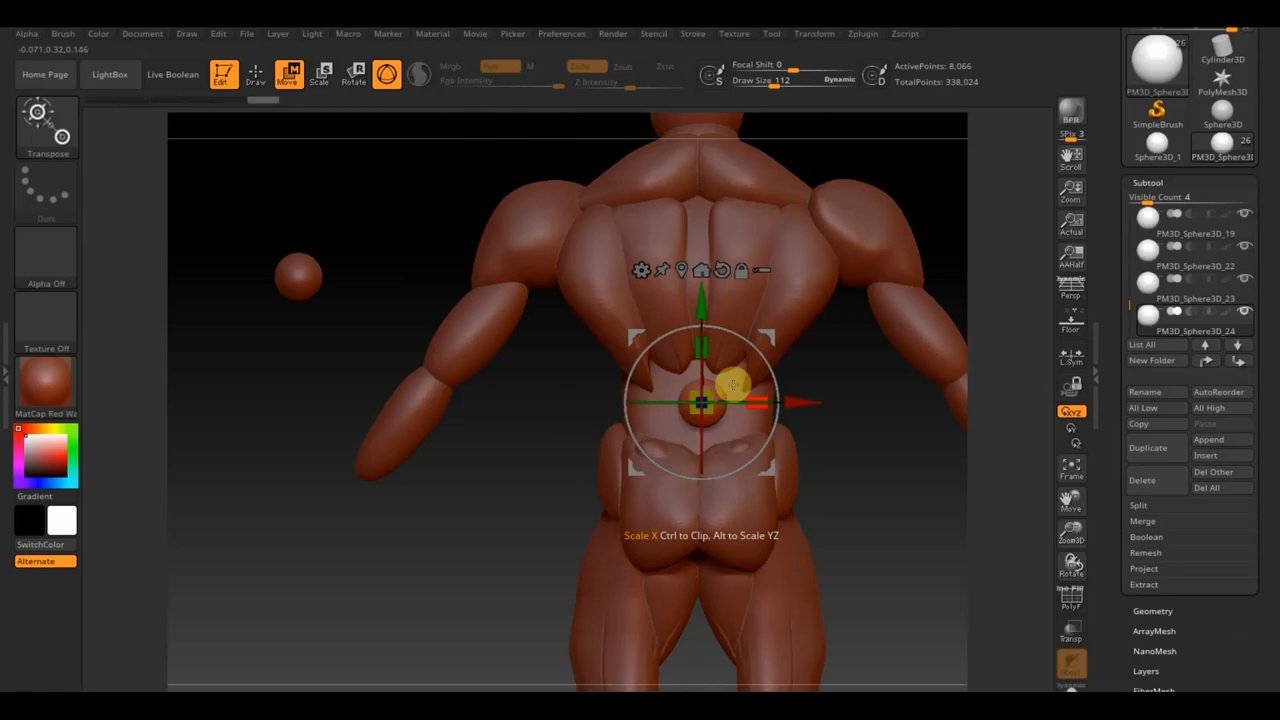 Alpha Brush Color Document Draw Edit File Layer Light Macro Marker Material Movie Picker Preferences Render Stencil Stroke Texture Tool Transform Zplugin Zscript
-0.071,0.32,0.146
Home Page LightBox Live Boolean Edit Draw Move Scale Rotate
Mrgb Rgb M
Rgb Intensity
Zadd Zsub Zcut
Z Intensity
S
Focal Shift 0
Draw Size 112 Dynamic
D
ActivePoints: 8,066
TotalPoints: 338,024
Transpose
Dots
Alpha Off
Texture Off
MatCap Red Wa
Gradient
SwitchColor
Alternate
Scale X Ctrl to Clip, Alt to Scale YZ
BPR
SPix 3
Scroll
Zoom
Actual
AAHalf
Dynamic
Persp
Floor
L.Sym
XYZ
Frame
Move
Zoom3D
Rotate
PolyF
Transp
Dynamic
26
PM3D_Sphere3D
Cylinder3D
PolyMesh3D
SimpleBrush
Sphere3D
Sphere3D_1
26
PM3D_Sphere3D
Subtool
Visible Count 4
PM3D_Sphere3D_19
PM3D_Sphere3D_22
PM3D_Sphere3D_23
PM3D_Sphere3D_24
List All
New Folder
Rename AutoReorder
All Low All High
Copy Paste
Duplicate Append
Insert
Delete Del Other
Del All
Split
Merge
Boolean
Remesh
Project
Extract
Geometry
ArrayMesh
NanoMesh
Layers
FiberMesh